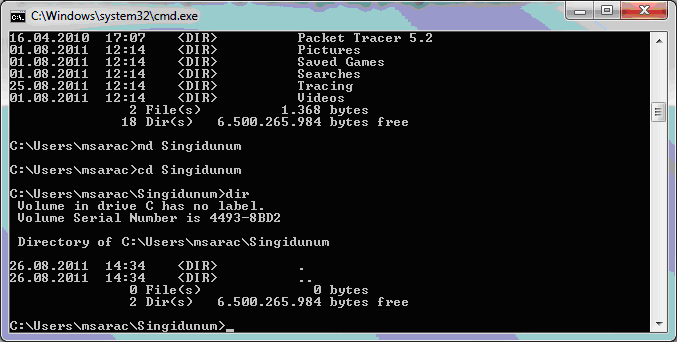 C:\Windows\system32\cmd.exe
16.04.2010  17:07    <DIR>          Packet Tracer 5.2
01.08.2011  12:14    <DIR>          Pictures
01.08.2011  12:14    <DIR>          Saved Games
01.08.2011  12:14    <DIR>          Searches
25.08.2011  12:14    <DIR>          Tracing
01.08.2011  12:14    <DIR>          Videos
               2 File(s)          1.368 bytes
              18 Dir(s)   6.500.265.984 bytes free
C:\Users\msarac>md Singidunum
C:\Users\msarac>cd Singidunum
C:\Users\msarac\Singidunum>dir
 Volume in drive C has no label.
 Volume Serial Number is 4493-8BD2
 Directory of C:\Users\msarac\Singidunum
26.08.2011  14:34    <DIR>          .
26.08.2011  14:34    <DIR>          ..
               0 File(s)              0 bytes
               2 Dir(s)   6.500.265.984 bytes free
C:\Users\msarac\Singidunum>_